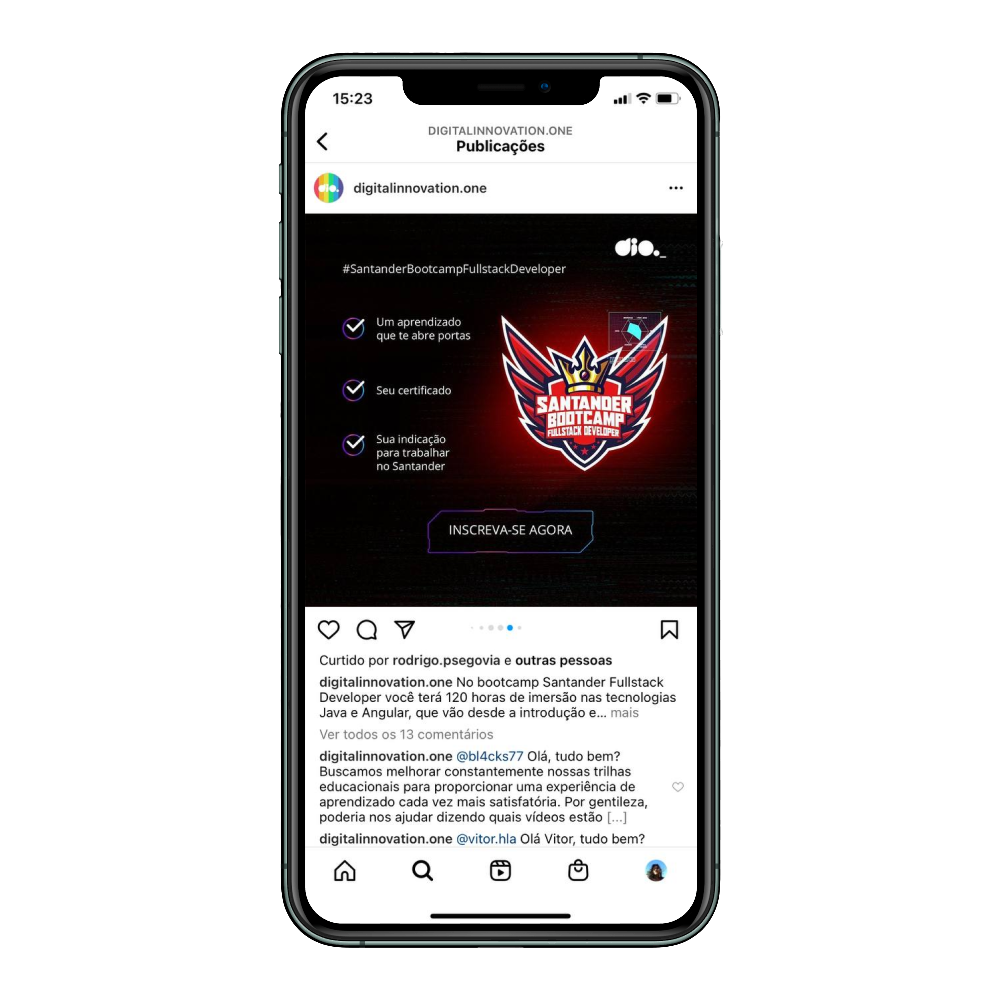 15:23
DIGITALINNOVATION.ONE
Publicações
dio.
digitalinnovation.one
dio._
#SantanderBootcampFullstackDeveloper
Um aprendizado
que te abre portas
Seu certificado
Sua indicação
para trabalhar
no Santander
SANTANDER
BOOTCAMP
FULLSTACK DEVELOPER
INSCREVA-SE AGORA
Curtido por rodrigo.psegovia e outras pessoas
digitalinnovation.one No bootcamp Santander Fullstack
Developer você terá 120 horas de imersão nas tecnologias
Java e Angular, que vão desde a introdução e... mais
Ver todos os 13 comentários
digitalinnovation.one @bl4cks77 Olá, tudo bem?
Buscamos melhorar constantemente nossas trilhas
educacionais para proporcionar uma experiência de
aprendizado cada vez mais satisfatória. Por gentileza,
poderia nos ajudar dizendo quais vídeos estão [...]
digitalinnovation.one @vitor.hla Olá Vitor, tudo bem?